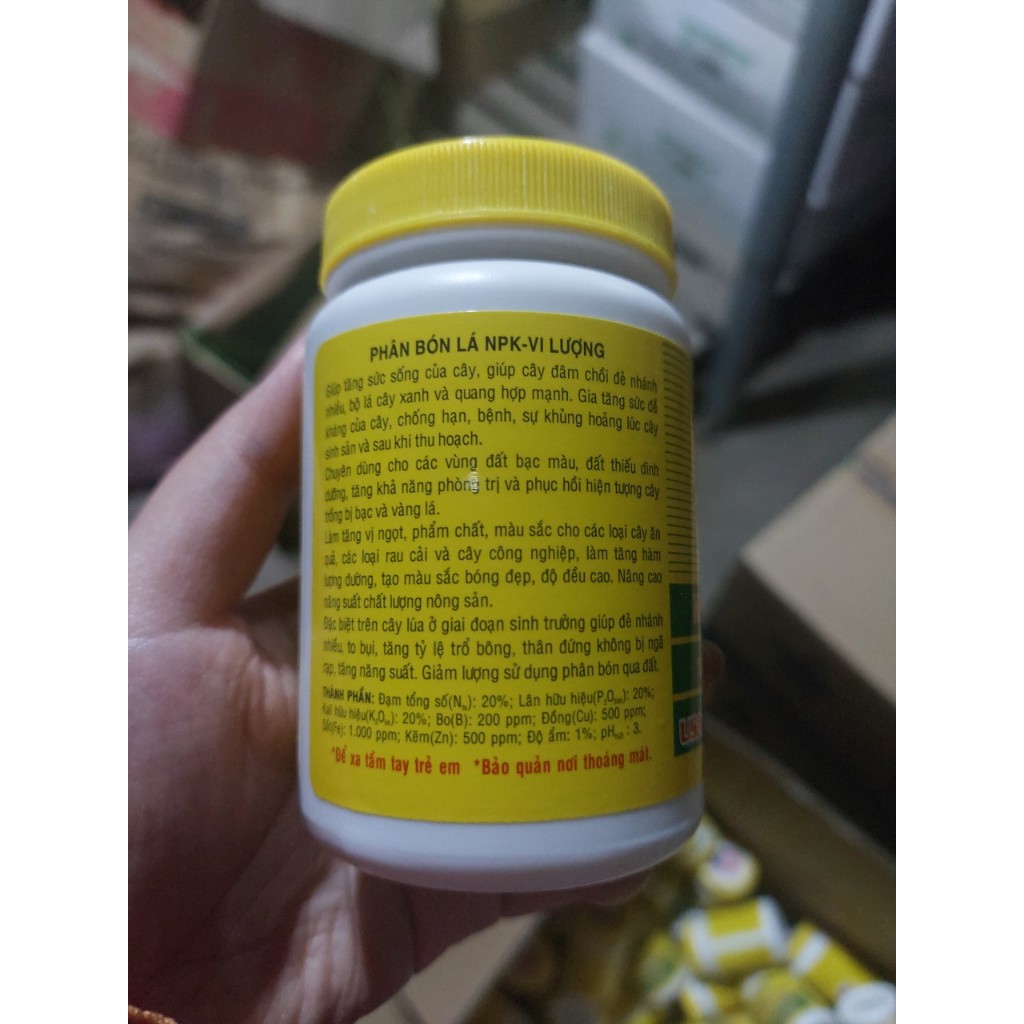 PHÂN BÓN LÁ NPK-VI LƯỢNG
Giúp tăng sức sống của cây, giúp cây đâm chồi đẻ nhánh
nhiều, bộ lá cây xanh và quang hợp mạnh. Gia tăng sức đề
kháng của cây, chống hạn, bệnh, sự khủng hoảng lúc cây
sinh sản và sau khi thu hoạch.
Chuyên dùng cho các vùng đất bạc màu, đất thiếu dinh
dưỡng, tăng khả năng phòng trị và phục hồi hiện tượng cây
trồng bị bạc và vàng lá.
Làm tăng vị ngọt, phẩm chất, màu sắc cho các loại cây ăn
quả, các loại rau cải và cây công nghiệp, làm tăng hàm
lượng đường, tạo màu sắc bóng đẹp, độ đều cao. Nâng cao
năng suất chất lượng nông sản.
Đặc biệt trên cây lúa ở giai đoạn sinh trưởng giúp đẻ nhánh
nhiều, to bụi, tăng tỷ lệ trổ bông, thân đứng không bị ngã
rạp, tăng năng suất. Giảm lượng sử dụng phân bón qua đất.
THÀNH PHẦN: Đạm tổng số(Nts): 20%; Lân hữu hiệu(P2O5hh): 20%;
Kali hữu hiệu(K2Ohh): 20%; Bo(B): 200 ppm; Đồng(Cu): 500 ppm;
Sắt(Fe): 1.000 ppm; Kẽm(Zn): 500 ppm; Độ ẩm: 1%; pHH2O : 3.
*Để xa tầm tay trẻ em *Bảo quản nơi thoáng mát.